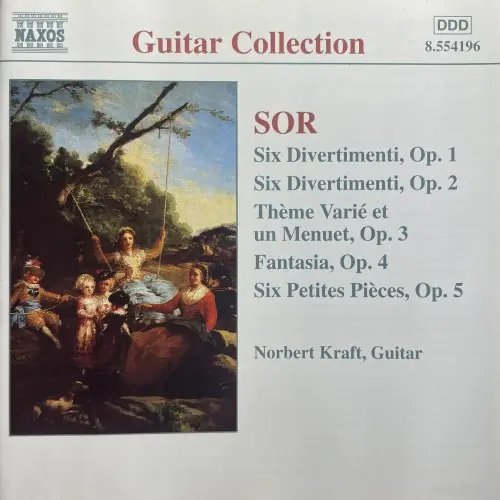 NAXOS
Guitar Collection
DDD
8.554196
SOR
Six Divertimenti, Op. 1
Six Divertimenti, Op. 2
Thème Varié et
un Menuet, Op. 3
Fantasia, Op. 4
Six Petites Pièces, Op. 5
Norbert Kraft, Guitar